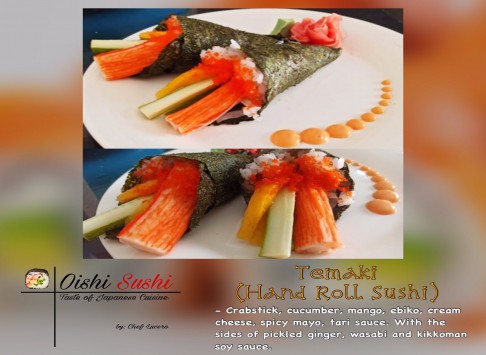 Oishi Sushi
Taste of Japanese Cuisine
by: Chef Lucero
Temaki
(Hand Roll Sushi)
- Crabstick, cucumber, mango, ebiko, cream
cheese, spicy mayo, tari sauce. With the
sides of pickled ginger, wasabi and kikkoman
soy sauce.